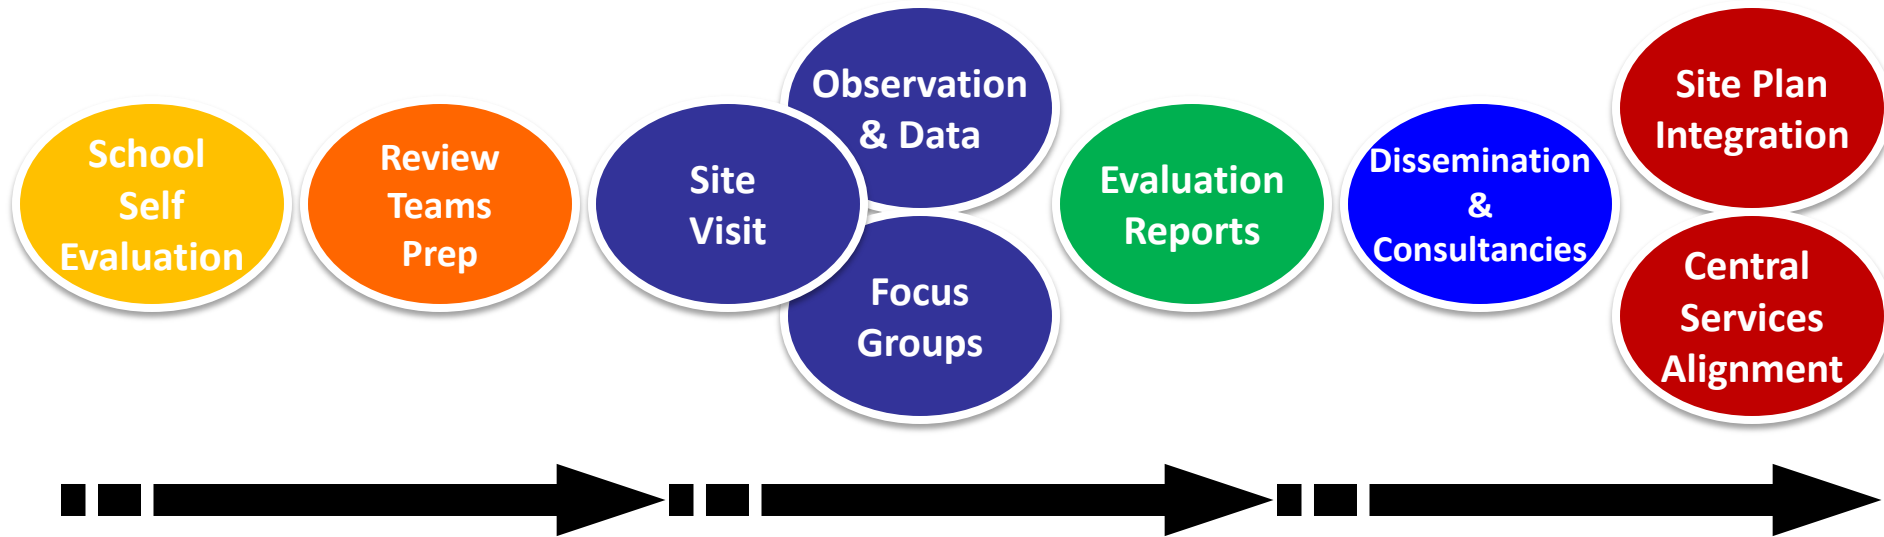 School
Self
Evaluation
Review
Teams
Prep
Site
Visit
Observation
& Data
Focus
Groups
Evaluation
Reports
Dissemination
&
Consultancies
Site Plan
Integration
Central
Services
Alignment